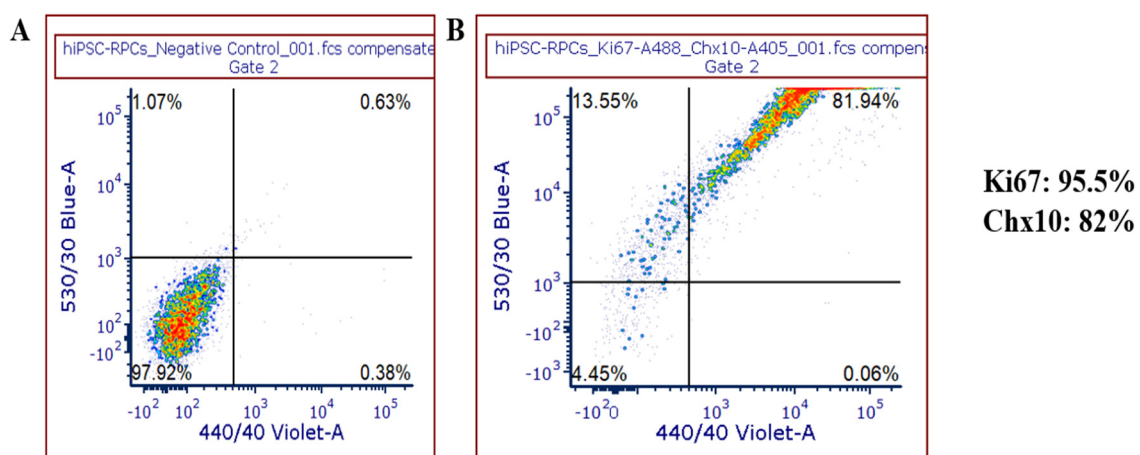 A
hiPSC-RPCs_Negative Control_001.fcs compensate
Gate 2
1.07%
0.63%
10^5
10^4
10^3
10^2
-10^2
97.92%
0.38%
-10^2 10^2 10^3 10^4 10^5
530/30 Blue-A
440/40 Violet-A
B
hiPSC-RPCs_Ki67-A488_Chx10-A405_001.fcs compen
Gate 2
13.55%
81.94%
10^5
10^4
10^3
-10^2
-10^3
4.45%
0.06%
-10^2 0 10^3 10^4 10^5
530/30 Blue-A
440/40 Violet-A
Ki67: 95.5%
Chx10: 82%